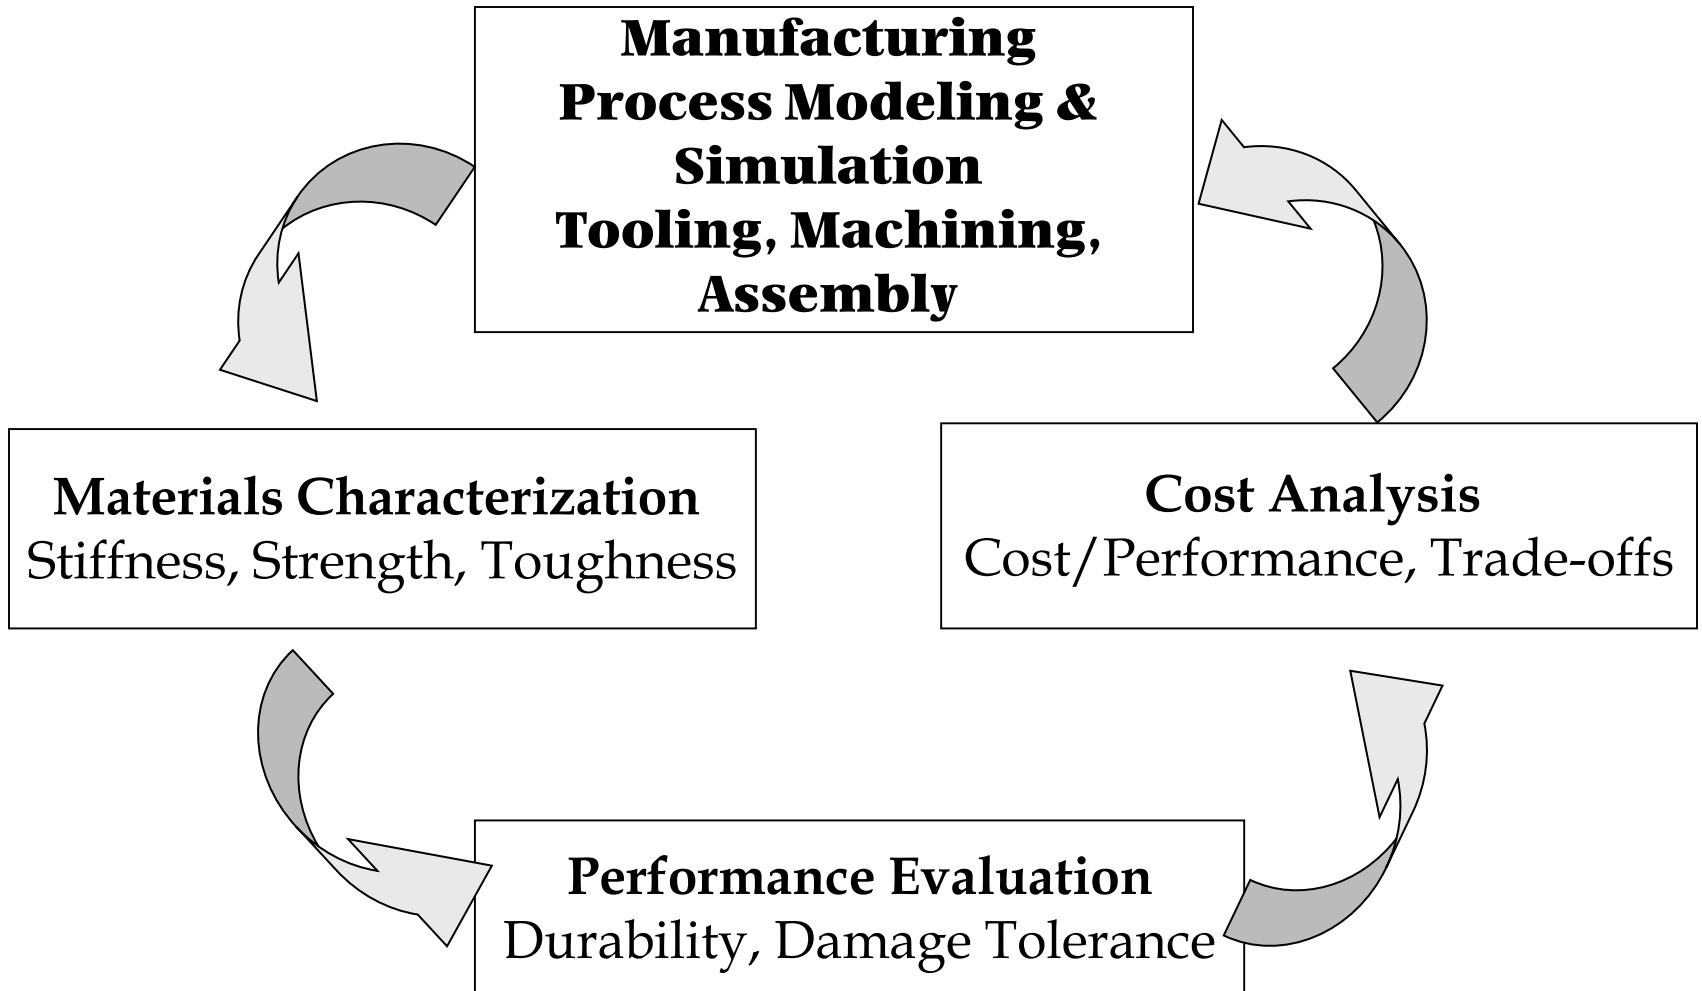 Manufacturing
Process Modeling &
Simulation
Tooling, Machining,
Assembly
Materials Characterization
Stiffness, Strength, Toughness
Cost Analysis
Cost/Performance, Trade-offs
Performance Evaluation
Durability, Damage Tolerance